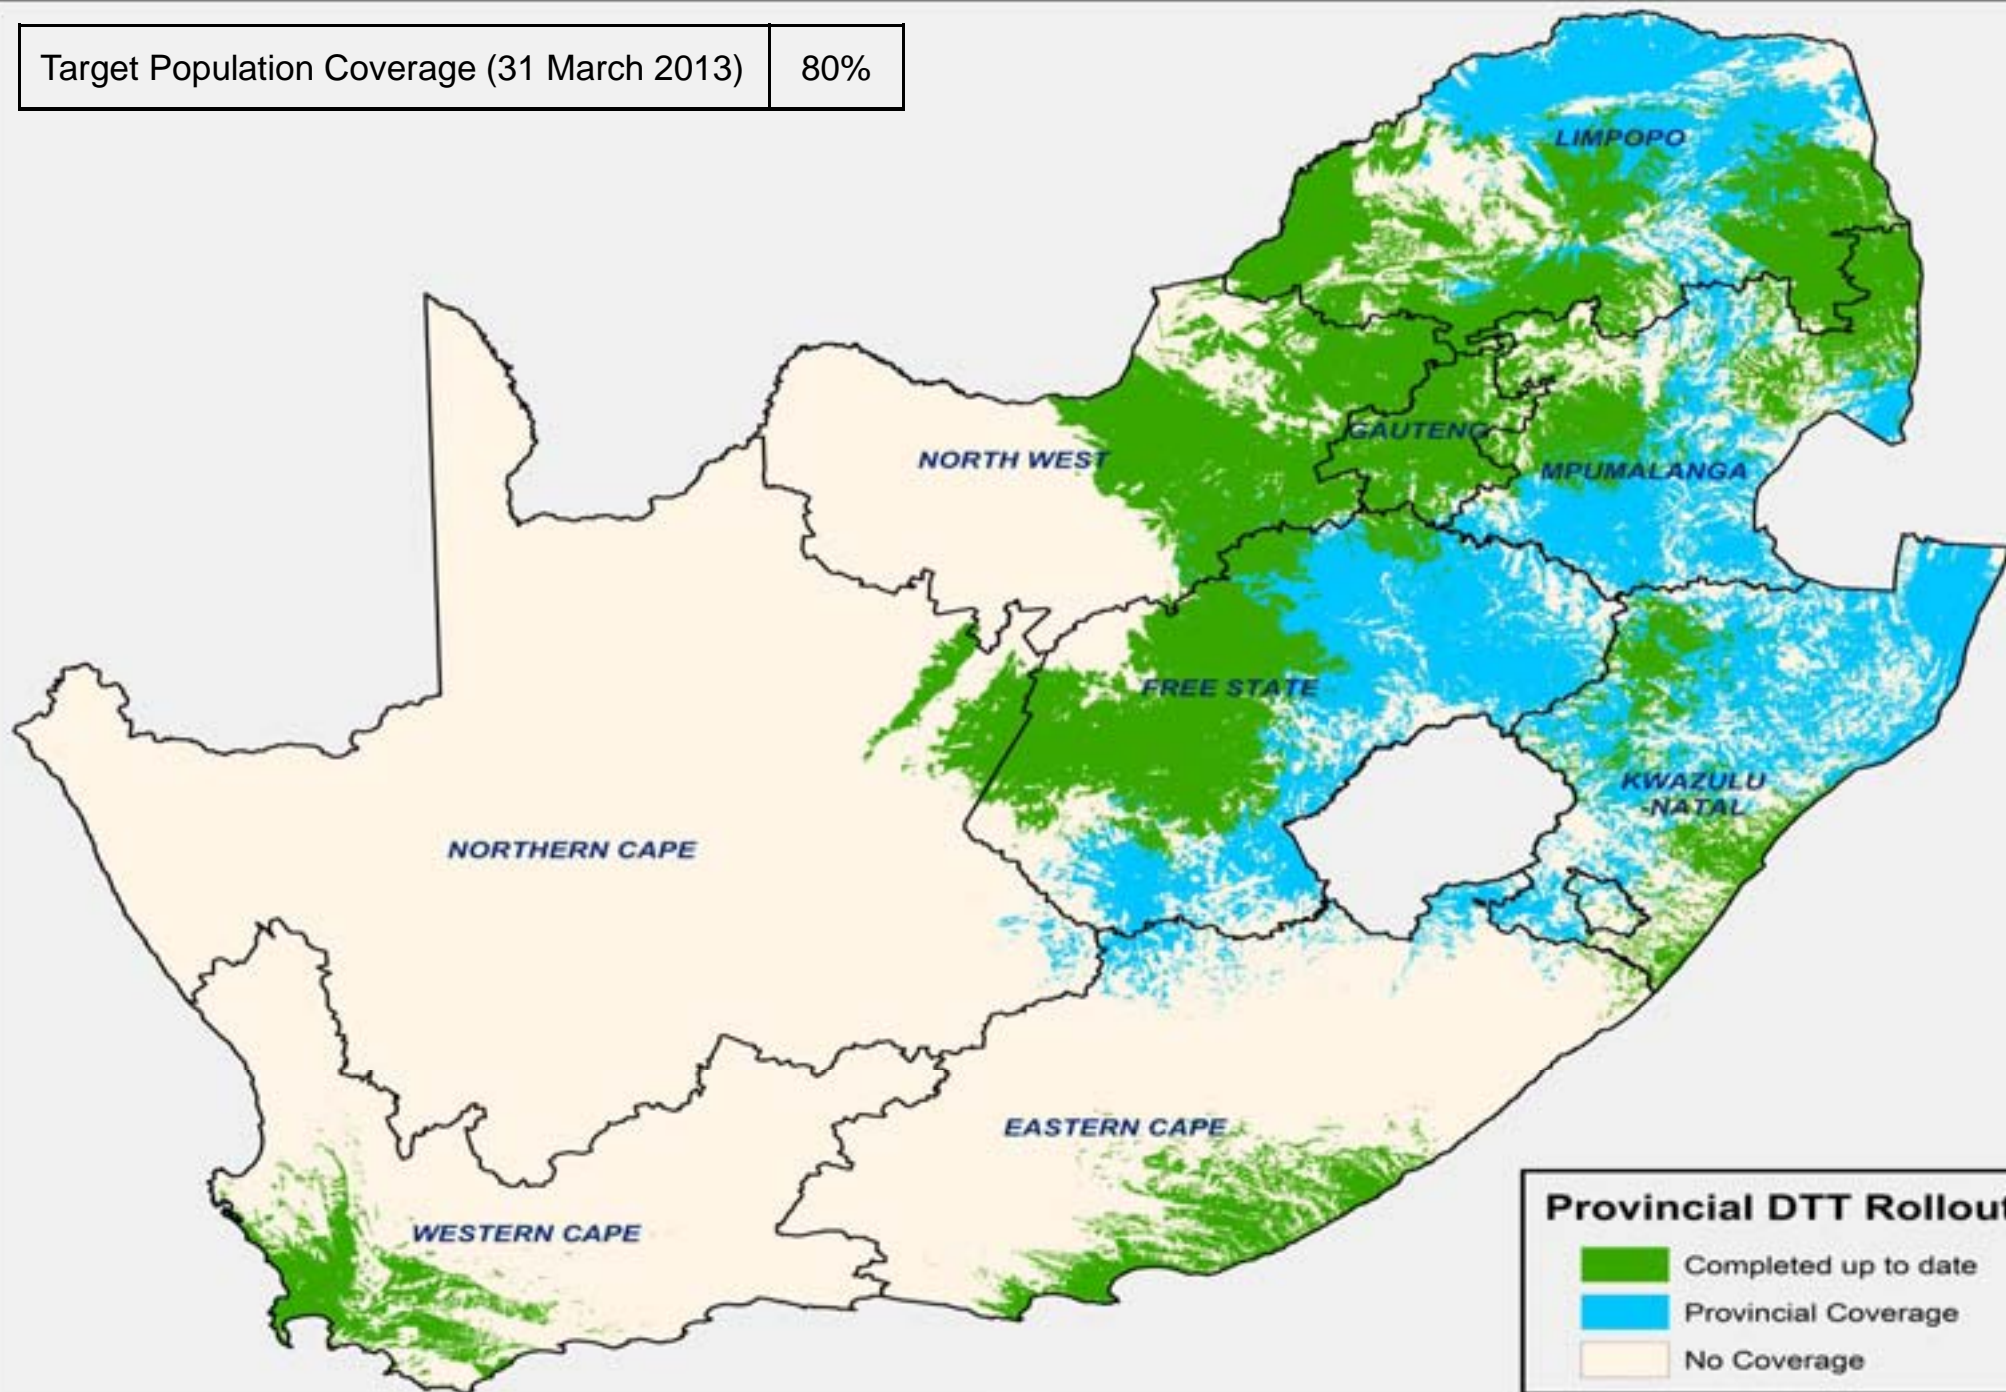 Target Population Coverage (31 March 2013) 80%
LIMPOPO
NORTH WEST
GAUTENG
MPUMALANGA
FREE STATE
KWAZULU
-NATAL
NORTHERN CAPE
EASTERN CAPE
WESTERN CAPE
Provincial DTT Rollout
Completed up to date
Provincial Coverage
No Coverage